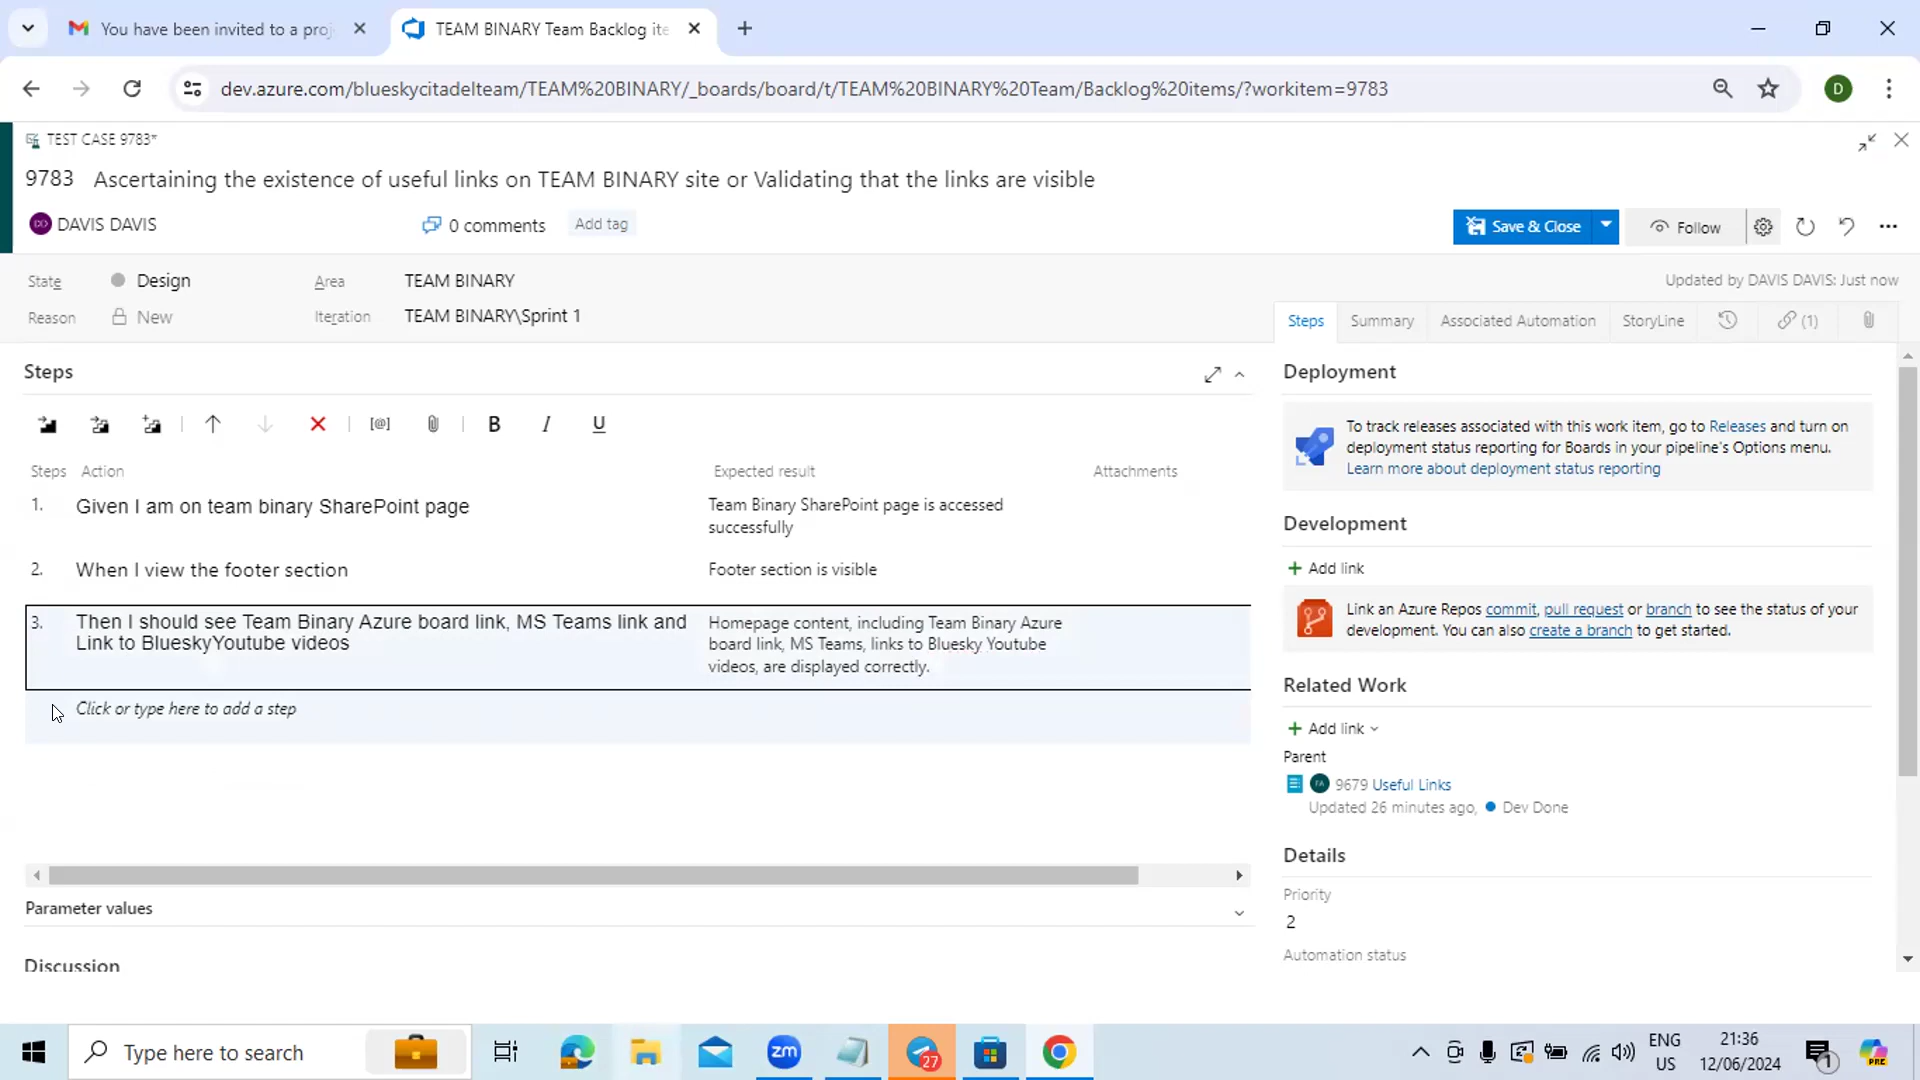 You have been invited to a proj
TEAM BINARY Team Backlog ite
dev.azure.com/blueskycitadelteam/TEAM%20BINARY/_boards/board/t/TEAM%20BINARY%20Team/Backlog%20items/?workitem=9783
D
TEST CASE 9783*
9783 Ascertaining the existence of useful links on TEAM BINARY site or Validating that the links are visible
DD DAVIS DAVIS
0 comments
Add tag
Save & Close
Follow
State Design
Area TEAM BINARY
Updated by DAVIS DAVIS: Just now
Reason New
Iteration TEAM BINARY\Sprint 1
Steps
Summary
Associated Automation
StoryLine
(1)
Steps
[@]
B I U
Steps Action Expected result Attachments
1. Given I am on team binary SharePoint page
Team Binary SharePoint page is accessed
successfully
2. When I view the footer section
Footer section is visible
3. Then I should see Team Binary Azure board link, MS Teams link and
Link to BlueskyYoutube videos
Homepage content, including Team Binary Azure
board link, MS Teams, links to Bluesky Youtube
videos, are displayed correctly.
Click or type here to add a step
Parameter values
Discussion
Deployment
To track releases associated with this work item, go to Releases and turn on
deployment status reporting for Boards in your pipeline's Options menu.
Learn more about deployment status reporting
Development
+ Add link
Link an Azure Repos commit, pull request or branch to see the status of your
development. You can also create a branch to get started.
Related Work
+ Add link
Parent
9679 Useful Links
Updated 26 minutes ago, Dev Done
Details
Priority
2
Automation status
Type here to search
zm
27
ENG
US
21:36
12/06/2024
1
PRE